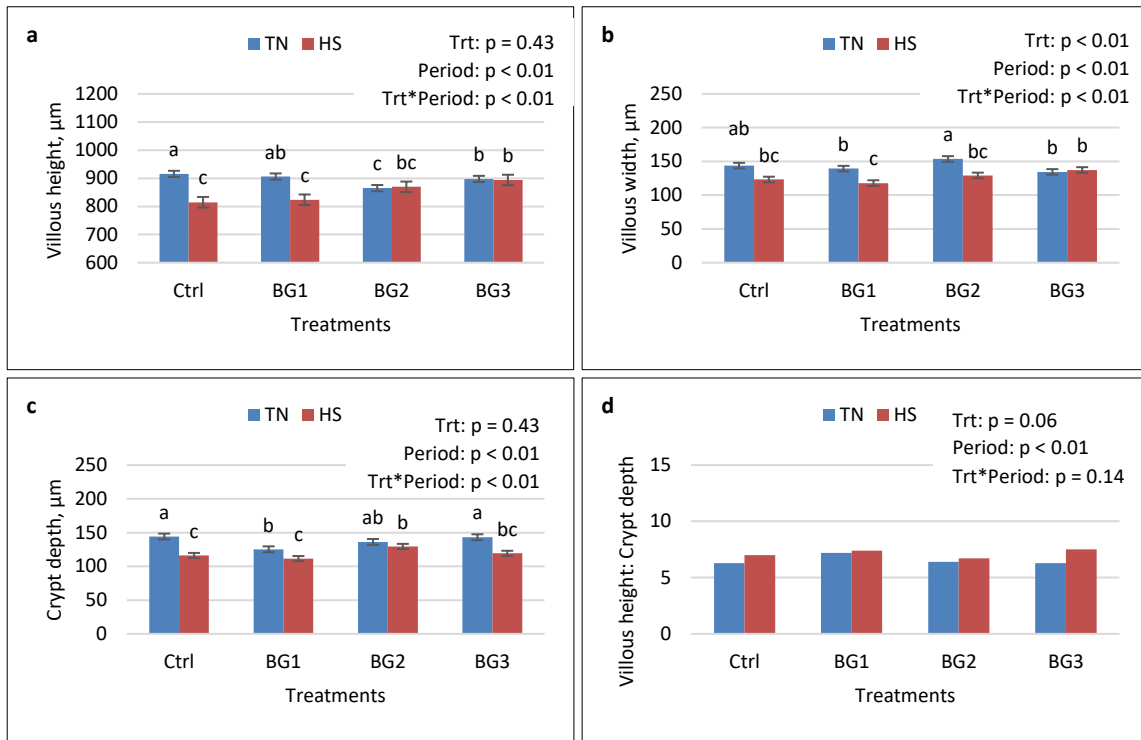 a
TN HS
Trt: p = 0.43
Period: p < 0.01
Trt*Period: p < 0.01
Villous height, µm
1200
1100
1000
900
800
700
600
a c ab c c bc b b
Ctrl BG1 BG2 BG3
Treatments
b
TN HS
Trt: p < 0.01
Period: p < 0.01
Trt*Period: p < 0.01
Villous width, µm
250
200
150
100
50
0
ab bc b c a bc b b
Ctrl BG1 BG2 BG3
Treatments
c
TN HS
Trt: p = 0.43
Period: p < 0.01
Trt*Period: p < 0.01
Crypt depth, µm
250
200
150
100
50
0
a c b c ab b a bc
Ctrl BG1 BG2 BG3
Treatments
d
TN HS
Trt: p = 0.06
Period: p < 0.01
Trt*Period: p = 0.14
Villous height: Crypt depth
15
10
5
0
Ctrl BG1 BG2 BG3
Treatments